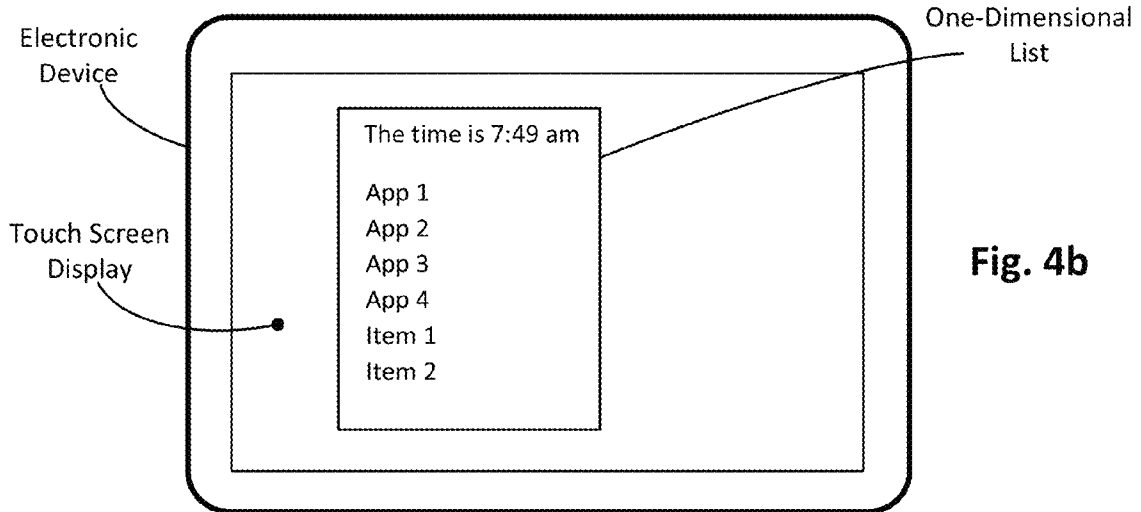 Electronic
Device
One-Dimensional
List
The time is 7:49 am
App 1
App 2
App 3
App 4
Item 1
Item 2
Touch Screen
Display
Fig. 4b